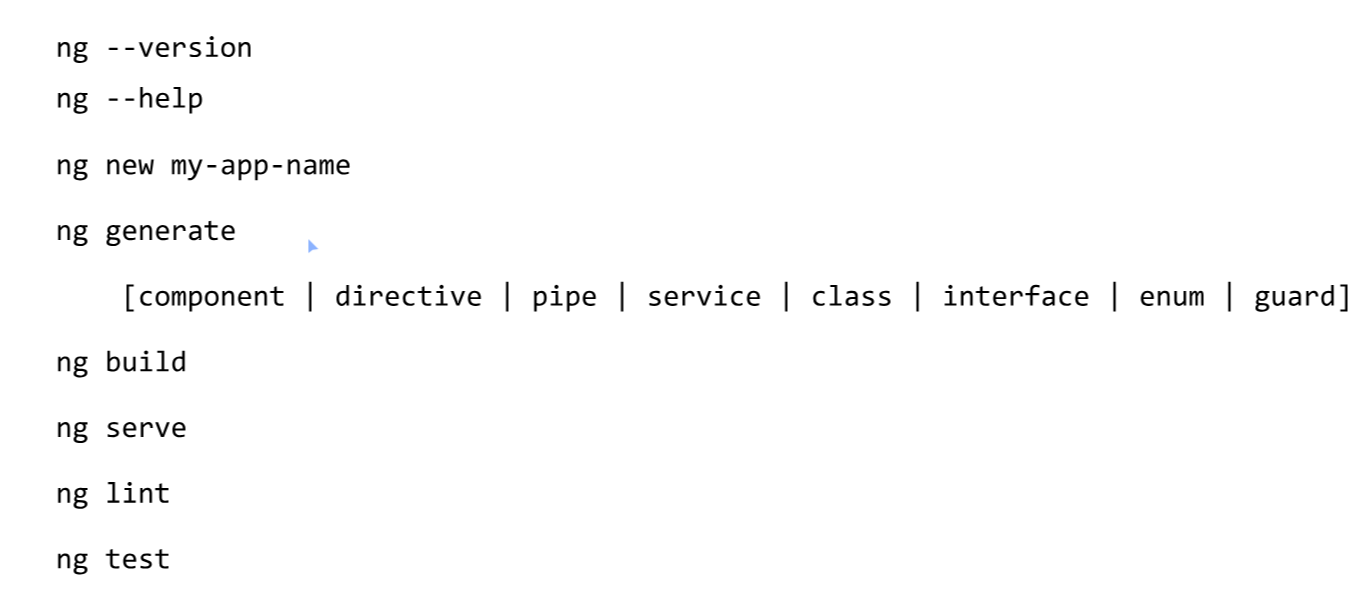 ng --version
ng --help
ng new my-app-name
ng generate
[component | directive | pipe | service | class | interface | enum | guard]
ng build
ng serve
ng lint
ng test